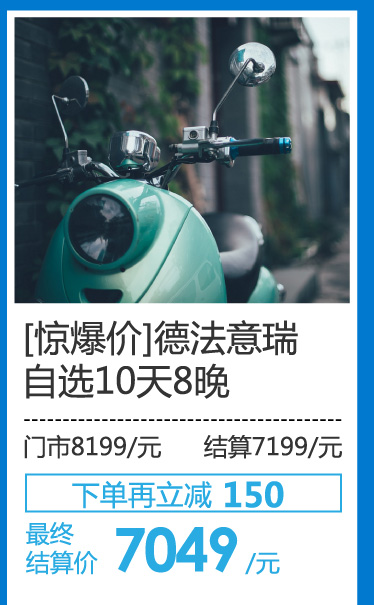 [惊爆价]德法意瑞
自选10天8晚
门市8199/元 结算7199/元
下单再立减 150
最终
结算价 7049 /元